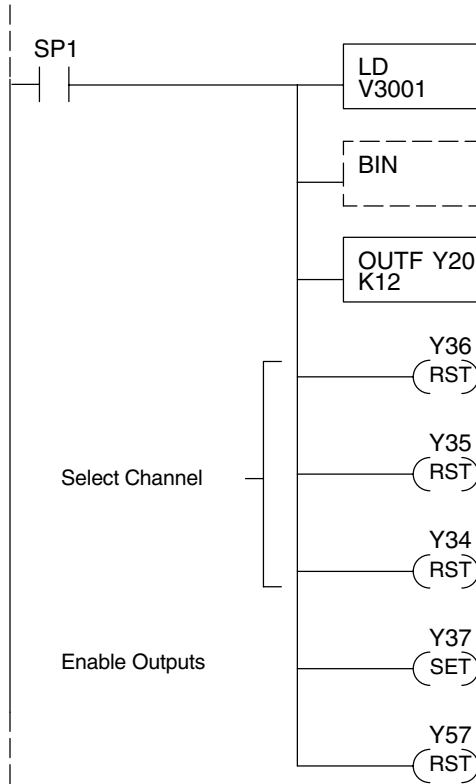 SP1
LD
V3001
BIN
OUTF Y20
K12
Y36
RST
Y35
RST
Select Channel
Y34
RST
Y37
Enable Outputs
SET
Y57
RST